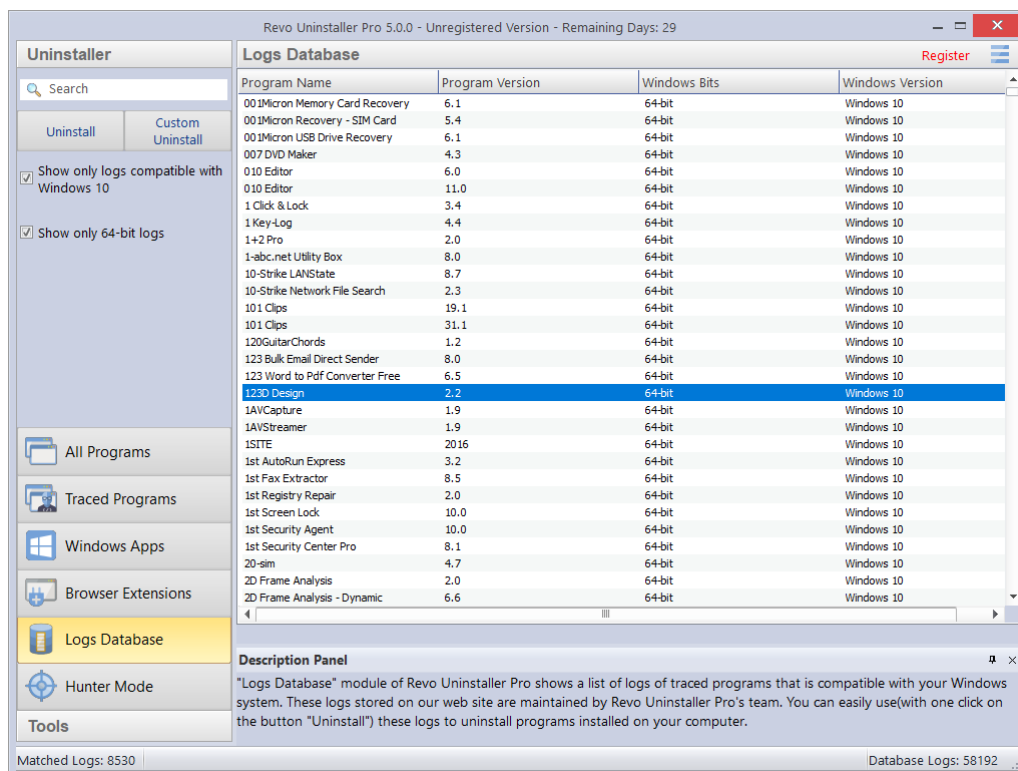 Revo Uninstaller Pro 5.0.0 - Unregistered Version - Remaining Days: 29
Uninstaller
Logs Database
Register
Search
Uninstall
Custom
Uninstall
Show only logs compatible with
Windows 10
Show only 64-bit logs
Program Name Program Version Windows Bits Windows Version
001Micron Memory Card Recovery 6.1 64-bit Windows 10
001Micron Recovery - SIM Card 5.4 64-bit Windows 10
001Micron USB Drive Recovery 6.1 64-bit Windows 10
007 DVD Maker 4.3 64-bit Windows 10
010 Editor 6.0 64-bit Windows 10
010 Editor 11.0 64-bit Windows 10
1 Click & Lock 3.4 64-bit Windows 10
1 Key-Log 4.4 64-bit Windows 10
1+2 Pro 2.0 64-bit Windows 10
1-abc.net Utility Box 8.0 64-bit Windows 10
10-Strike LANState 8.7 64-bit Windows 10
10-Strike Network File Search 2.3 64-bit Windows 10
101 Clips 19.1 64-bit Windows 10
101 Clips 31.1 64-bit Windows 10
120GuitarChords 1.2 64-bit Windows 10
123 Bulk Email Direct Sender 8.0 64-bit Windows 10
123 Word to Pdf Converter Free 6.5 64-bit Windows 10
123D Design 2.2 64-bit Windows 10
1AVCapture 1.9 64-bit Windows 10
1AVStreamer 1.9 64-bit Windows 10
1SITE 2016 64-bit Windows 10
1st AutoRun Express 3.2 64-bit Windows 10
1st Fax Extractor 8.5 64-bit Windows 10
1st Registry Repair 2.0 64-bit Windows 10
1st Screen Lock 10.0 64-bit Windows 10
1st Security Agent 10.0 64-bit Windows 10
1st Security Center Pro 8.1 64-bit Windows 10
20-sim 4.7 64-bit Windows 10
2D Frame Analysis 2.0 64-bit Windows 10
2D Frame Analysis - Dynamic 6.6 64-bit Windows 10
All Programs
Traced Programs
Windows Apps
Browser Extensions
Logs Database
Hunter Mode
Tools
Description Panel
"Logs Database" module of Revo Uninstaller Pro shows a list of logs of traced programs that is compatible with your Windows
system. These logs stored on our web site are maintained by Revo Uninstaller Pro's team. You can easily use(with one click on
the button "Uninstall") these logs to uninstall programs installed on your computer.
Matched Logs: 8530
Database Logs: 58192